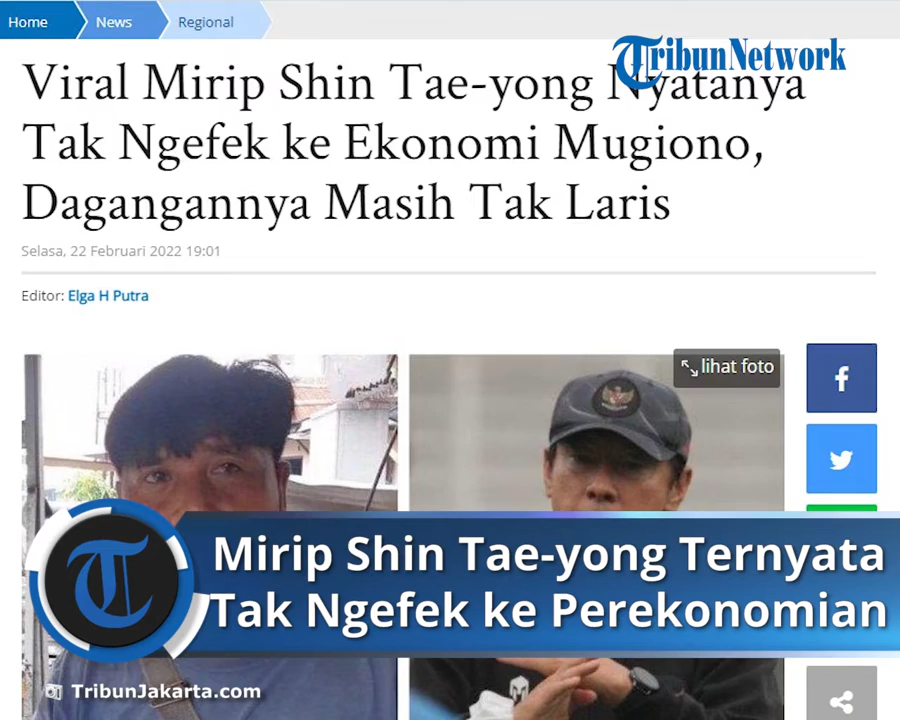 Home News Regional
TribunNetwork
Viral Mirip Shin Tae-yong Nyatanya
Tak Ngefek ke Ekonomi Mugiono,
Dagangannya Masih Tak Laris
Selasa, 22 Februari 2022 19:01
Editor: Elga H Putra
lihat foto
Mirip Shin Tae-yong Ternyata
Tak Ngefek ke Perekonomian
T
TribunJakarta.com